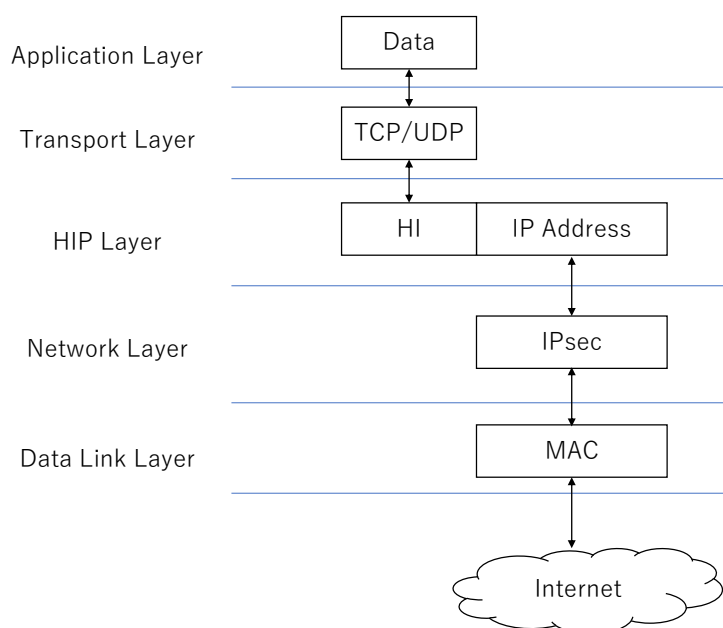 Application Layer
Data
Transport Layer
TCP/UDP
HIP Layer
HI
IP Address
Network Layer
IPsec
Data Link Layer
MAC
Internet